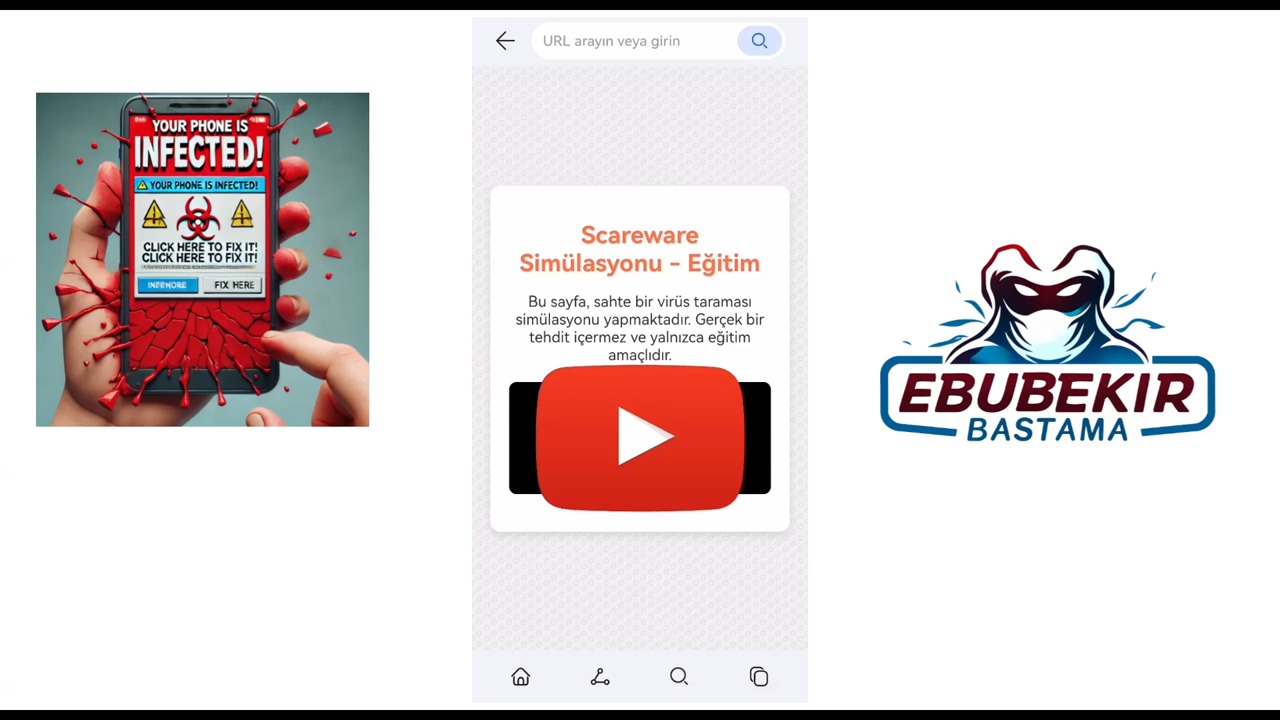 YOUR PHONE IS
INFECTED!
YOUR PHONE IS INFECTED!
CLICK HERE TO FIX IT!
CLICK HERE TO FIX IT!
FIX HERE
URL arayın veya girin
Scareware
Simülasyonu - Eğitim
Bu sayfa, sahte bir virüs taraması
simülasyonu yapmaktadır. Gerçek bir
tehdit içermez ve yalnızca eğitim
amaçlıdır.
EBUBEKIR
BASTAMA